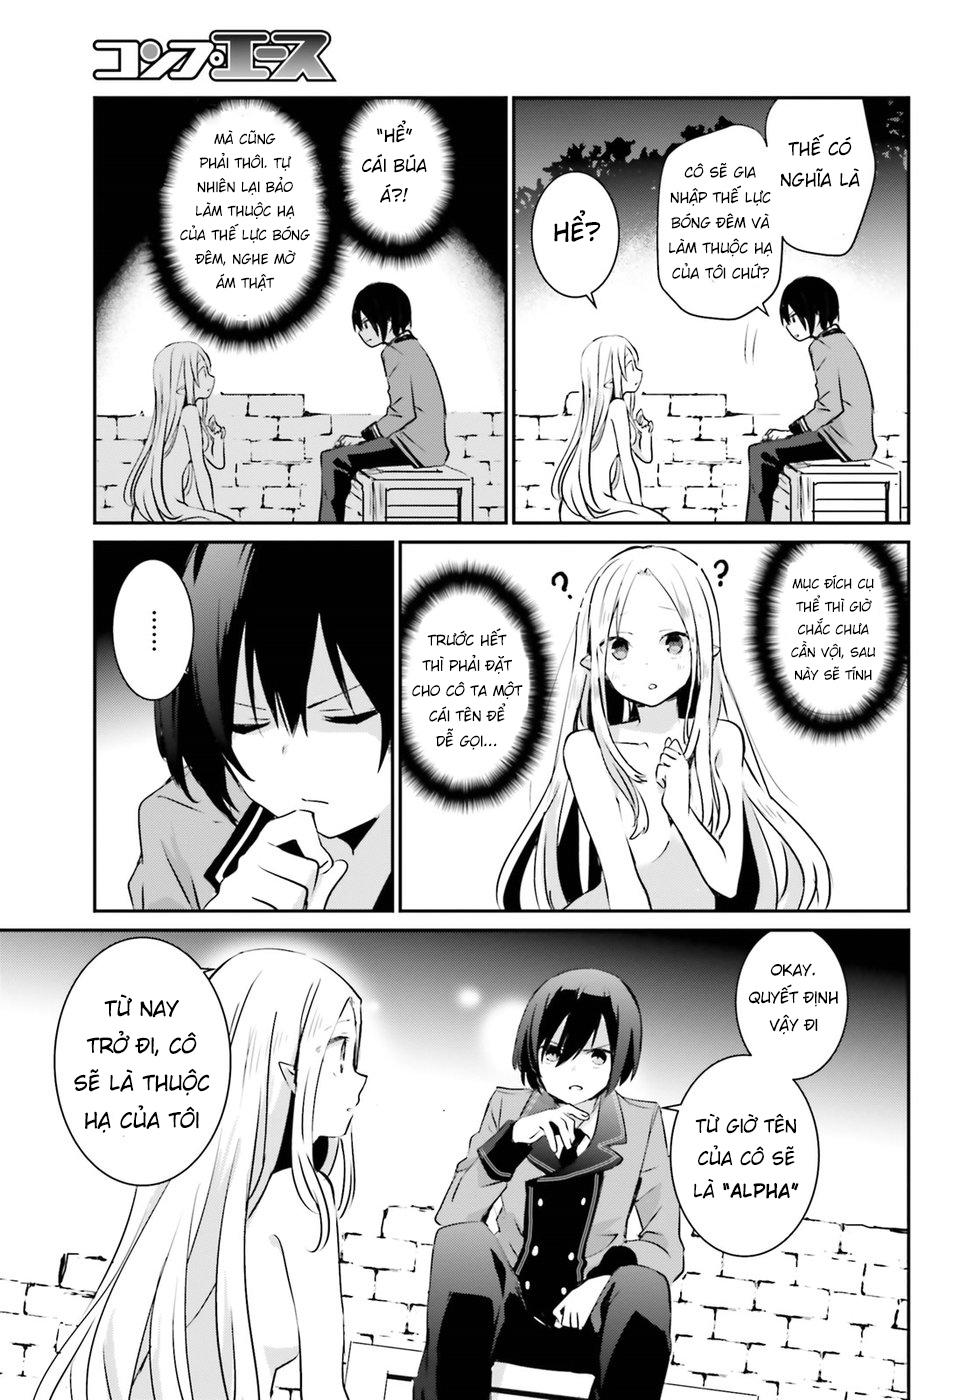 コンプエース
THẾ CÓ
NGHĨA LÀ
CÔ SẼ GIA
NHẬP THẾ LỰC
BÓNG ĐÊM VÀ
LÀM THUỘC HẠ
CỦA TÔI CHỨ?
HỂ?
"HỂ"
CÁI BÚA
Á?!
MÀ CŨNG
PHẢI THÔI. TỰ
NHIÊN LẠI BẢO
LÀM THUỘC HẠ
CỦA THẾ LỰC BÓNG
ĐÊM, NGHE MỜ
ÁM THẬT
MỤC ĐÍCH CỤ
THỂ THÌ GIỜ
CHẮC CHƯA
CẦN VỘI, SAU
NÀY SẼ TÍNH
?
?
TRƯỚC HẾT
THÌ PHẢI ĐẶT
CHO CÔ TA MỘT
CÁI TÊN ĐỂ
DỄ GỌI...
......
OKAY.
QUYẾT ĐỊNH
VẬY ĐI
TỪ GIỜ TÊN
CỦA CÔ SẼ
LÀ "ALPHA"
TỪ NAY
TRỞ ĐI, CÔ
SẼ LÀ THUỘC
HẠ CỦA TÔI